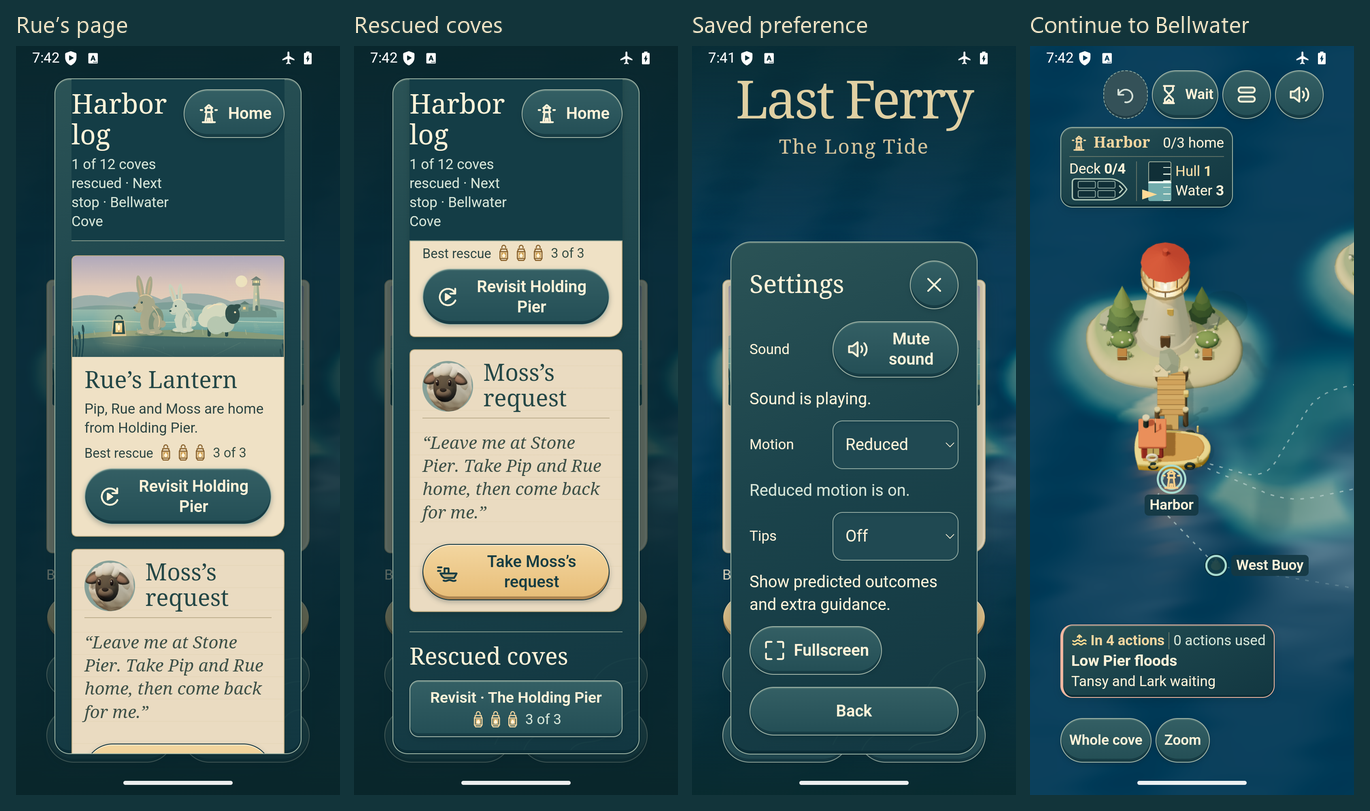 Rue’s page
7:42
A
Harbor
log
Home
1 of 12 coves
rescued · Next
stop · Bellwater
Cove
Rue’s Lantern
Pip, Rue and Moss are home
from Holding Pier.
Best rescue 3 of 3
Revisit Holding
Pier
Moss’s
request
“Leave me at Stone
Pier. Take Pip and Rue
home, then come back
for me.”
B
Rescued coves
7:42
A
Harbor
log
Home
1 of 12 coves
rescued · Next
stop · Bellwater
Cove
Best rescue 3 of 3
Revisit Holding
Pier
Moss’s
request
“Leave me at Stone
Pier. Take Pip and Rue
home, then come back
for me.”
Take Moss’s
request
Rescued coves
Revisit · The Holding Pier
3 of 3
B
Saved preference
7:41
A
Last Ferry
The Long Tide
Settings
Sound
Mute
sound
Sound is playing.
Motion
Reduced
Reduced motion is on.
Tips
Off
Show predicted outcomes
and extra guidance.
Fullscreen
Back
B
Continue to Bellwater
7:42
A
Wait
Harbor 0/3 home
Deck 0/4
Hull 1
Water 3
Harbor
West Buoy
In 4 actions 0 actions used
Low Pier floods
Tansy and Lark waiting
Whole cove
Zoom